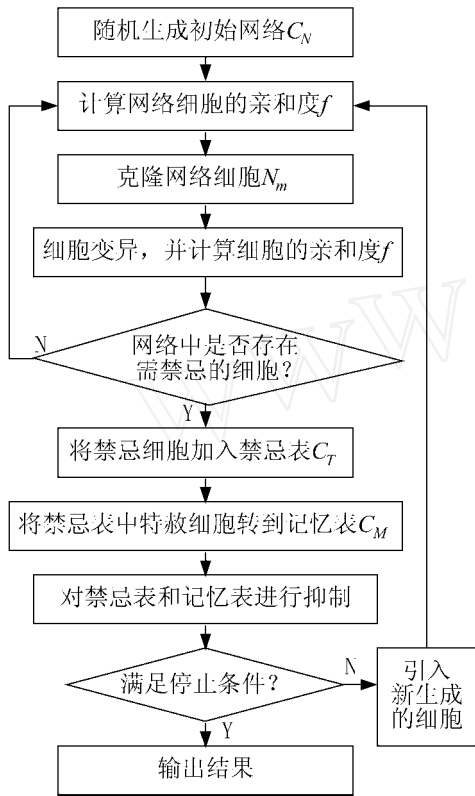 随机生成初始网络C_N
计算网络细胞的亲和度f
克隆网络细胞N_m
细胞变异，并计算细胞的亲和度f
N
网络中是否存在
需禁忌的细胞？
Y
将禁忌细胞加入禁忌表C_T
将禁忌表中特赦细胞转到记忆表C_M
对禁忌表和记忆表进行抑制
满足停止条件？
N
引入
新生成
的细胞
Y
输出结果
WWW